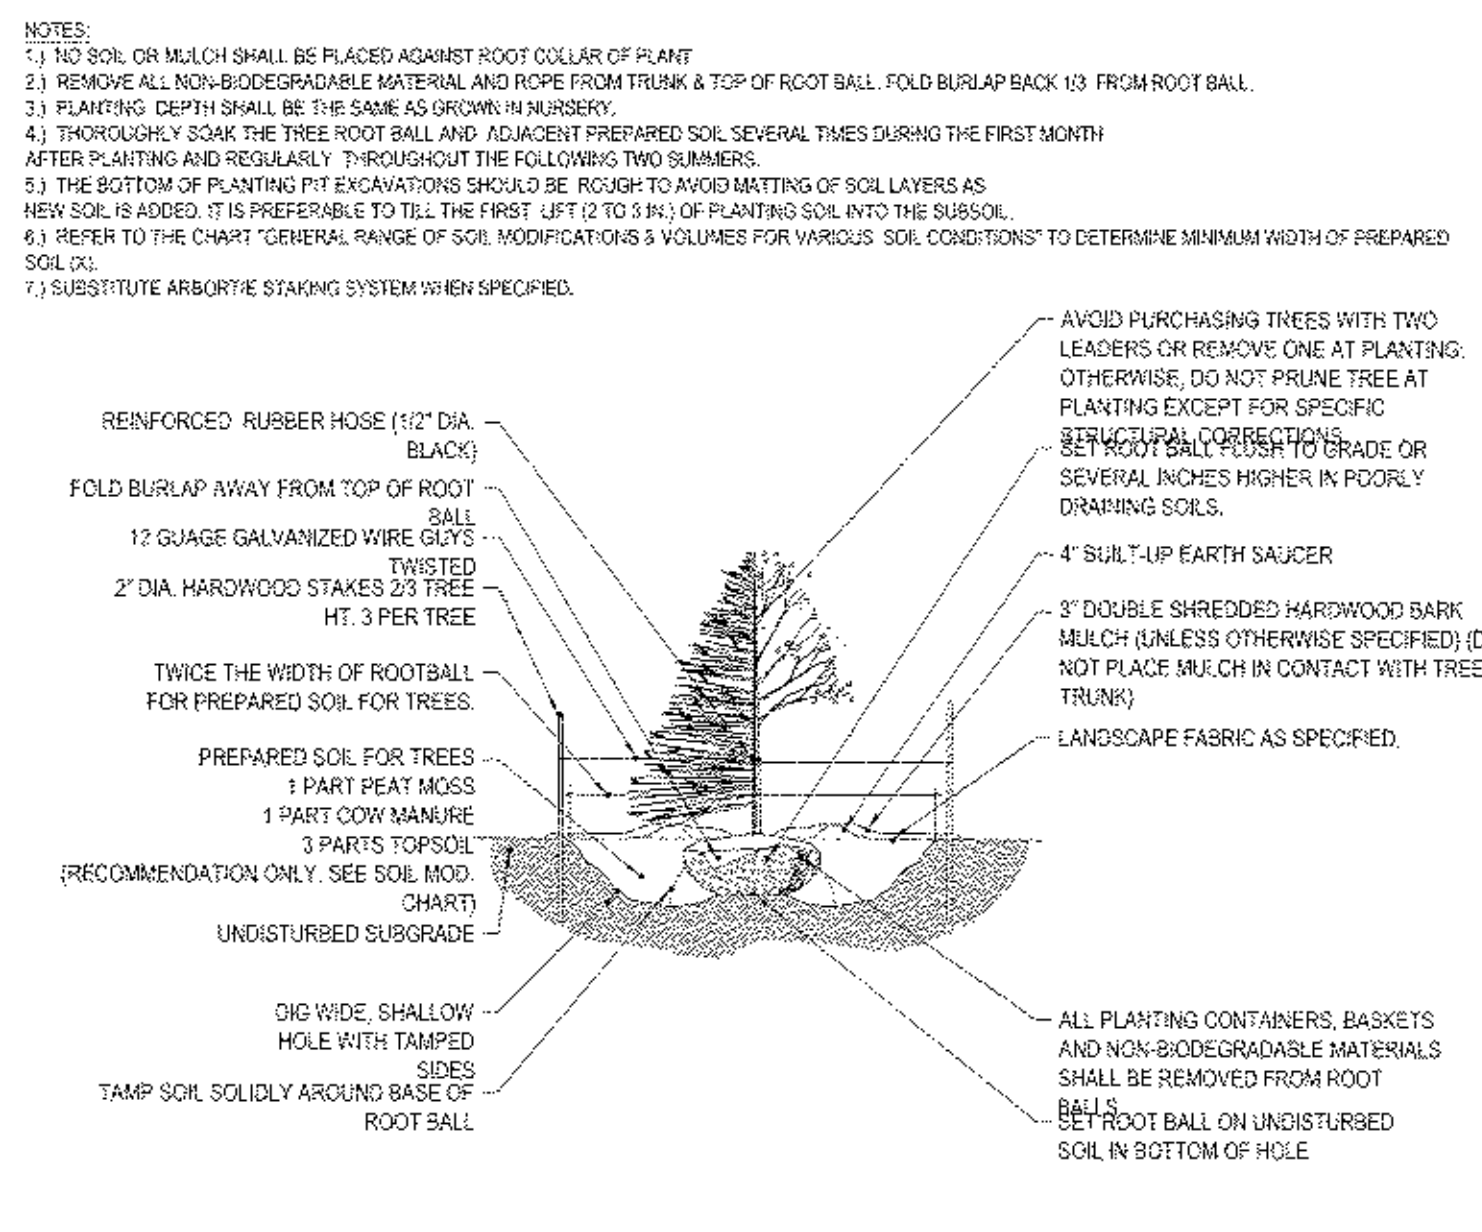 NOTES:
1.) NO SOIL OR MULCH SHALL BE PLACED AGAINST ROOT COLLAR OF PLANT
2.) REMOVE ALL NON-BIODEGRADABLE MATERIAL AND ROPE FROM TRUNK & TOP OF ROOT BALL. FOLD BURLAP BACK 1/3 FROM ROOT BALL.
3.) PLANTING DEPTH SHALL BE THE SAME AS GROWN IN NURSERY.
4.) THOROUGHLY SOAK THE TREE ROOT BALL AND ADJACENT PREPARED SOIL SEVERAL TIMES DURING THE FIRST MONTH
AFTER PLANTING AND REGULARLY THROUGHOUT THE FOLLOWING TWO SUMMERS.
5.) THE BOTTOM OF PLANTING PIT EXCAVATIONS SHOULD BE ROUGH TO AVOID MATTING OF SOIL LAYERS AS
NEW SOIL IS ADDED. IT IS PREFERABLE TO TILL THE FIRST LIFT (2 TO 3 IN.) OF PLANTING SOIL INTO THE SUBSOIL.
6.) REFER TO THE CHART "GENERAL RANGE OF SOIL MODIFICATIONS & VOLUMES FOR VARIOUS SOIL CONDITIONS" TO DETERMINE MINIMUM WIDTH OF PREPARED
SOIL (X).
7.) SUBSTITUTE ARBORTIE STAKING SYSTEM WHEN SPECIFIED.
REINFORCED RUBBER HOSE (1/2" DIA.
BLACK)
FOLD BURLAP AWAY FROM TOP OF ROOT
BALL
12 GUAGE GALVANIZED WIRE GUYS
TWISTED
2" DIA. HARDWOOD STAKES 2/3 TREE
HT. 3 PER TREE
TWICE THE WIDTH OF ROOTBALL
FOR PREPARED SOIL FOR TREES.
PREPARED SOIL FOR TREES
1 PART PEAT MOSS
1 PART COW MANURE
3 PARTS TOPSOIL
(RECOMMENDATION ONLY. SEE SOIL MOD.
CHART)
UNDISTURBED SUBGRADE
DIG WIDE, SHALLOW
HOLE WITH TAMPED
SIDES
TAMP SOIL SOLIDLY AROUND BASE OF
ROOT BALL
AVOID PURCHASING TREES WITH TWO
LEADERS OR REMOVE ONE AT PLANTING;
OTHERWISE, DO NOT PRUNE TREE AT
PLANTING EXCEPT FOR SPECIFIC
STRUCTURAL CORRECTIONS.
SET ROOT BALL FLUSH TO GRADE OR
SEVERAL INCHES HIGHER IN POORLY
DRAINING SOILS.
4" BUILT-UP EARTH SAUCER
3" DOUBLE SHREDDED HARDWOOD BARK
MULCH (UNLESS OTHERWISE SPECIFIED) (D
NOT PLACE MULCH IN CONTACT WITH TREE
TRUNK)
LANDSCAPE FABRIC AS SPECIFIED.
ALL PLANTING CONTAINERS, BASKETS
AND NON-BIODEGRADABLE MATERIALS
SHALL BE REMOVED FROM ROOT
BALLS
SET ROOT BALL ON UNDISTURBED
SOIL IN BOTTOM OF HOLE